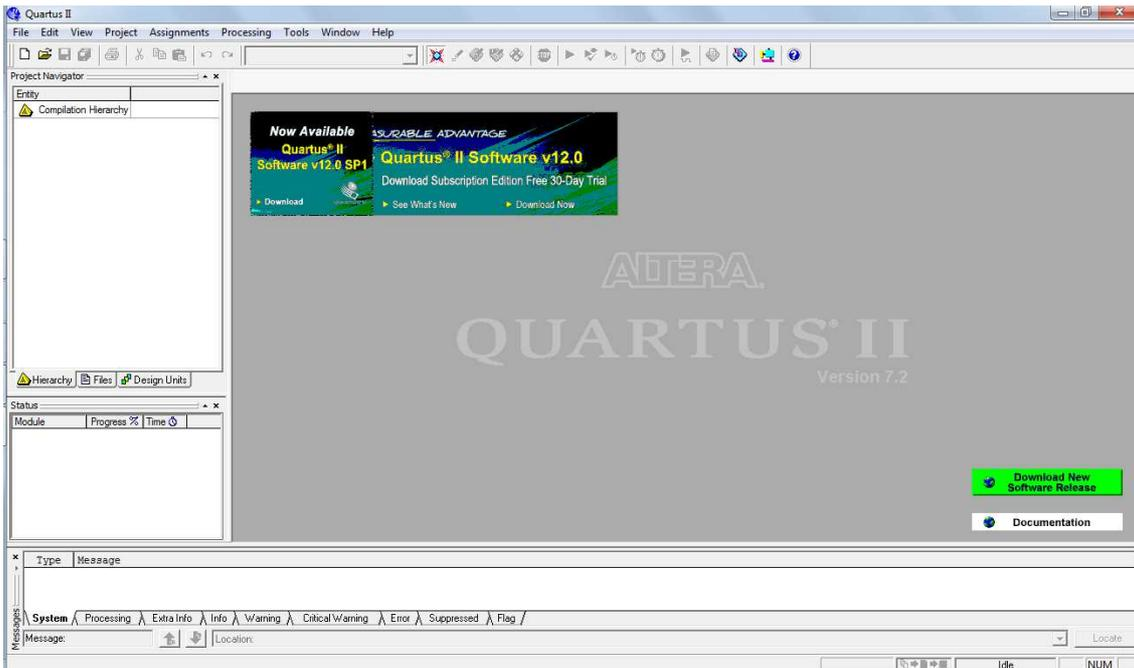 Quartus II
File Edit View Project Assignments Processing Tools Window Help
Project Navigator
Entity
Compilation Hierarchy
Hierarchy Files Design Units
Status
Module Progress % Time
Now Available
Quartus® II
Software v12.0 SP1
Download
ASURABLE ADVANTAGE
Quartus® II Software v12.0
Download Subscription Edition Free 30-Day Trial
See What's New Download Now
ALTERA.
QUARTUS® II
Version 7.2
Download New
Software Release
Documentation
Type Message
System Processing Extra Info Info Warning Critical Warning Error Suppressed Flag
Messages
Message: Location: Locate
Idle NUM